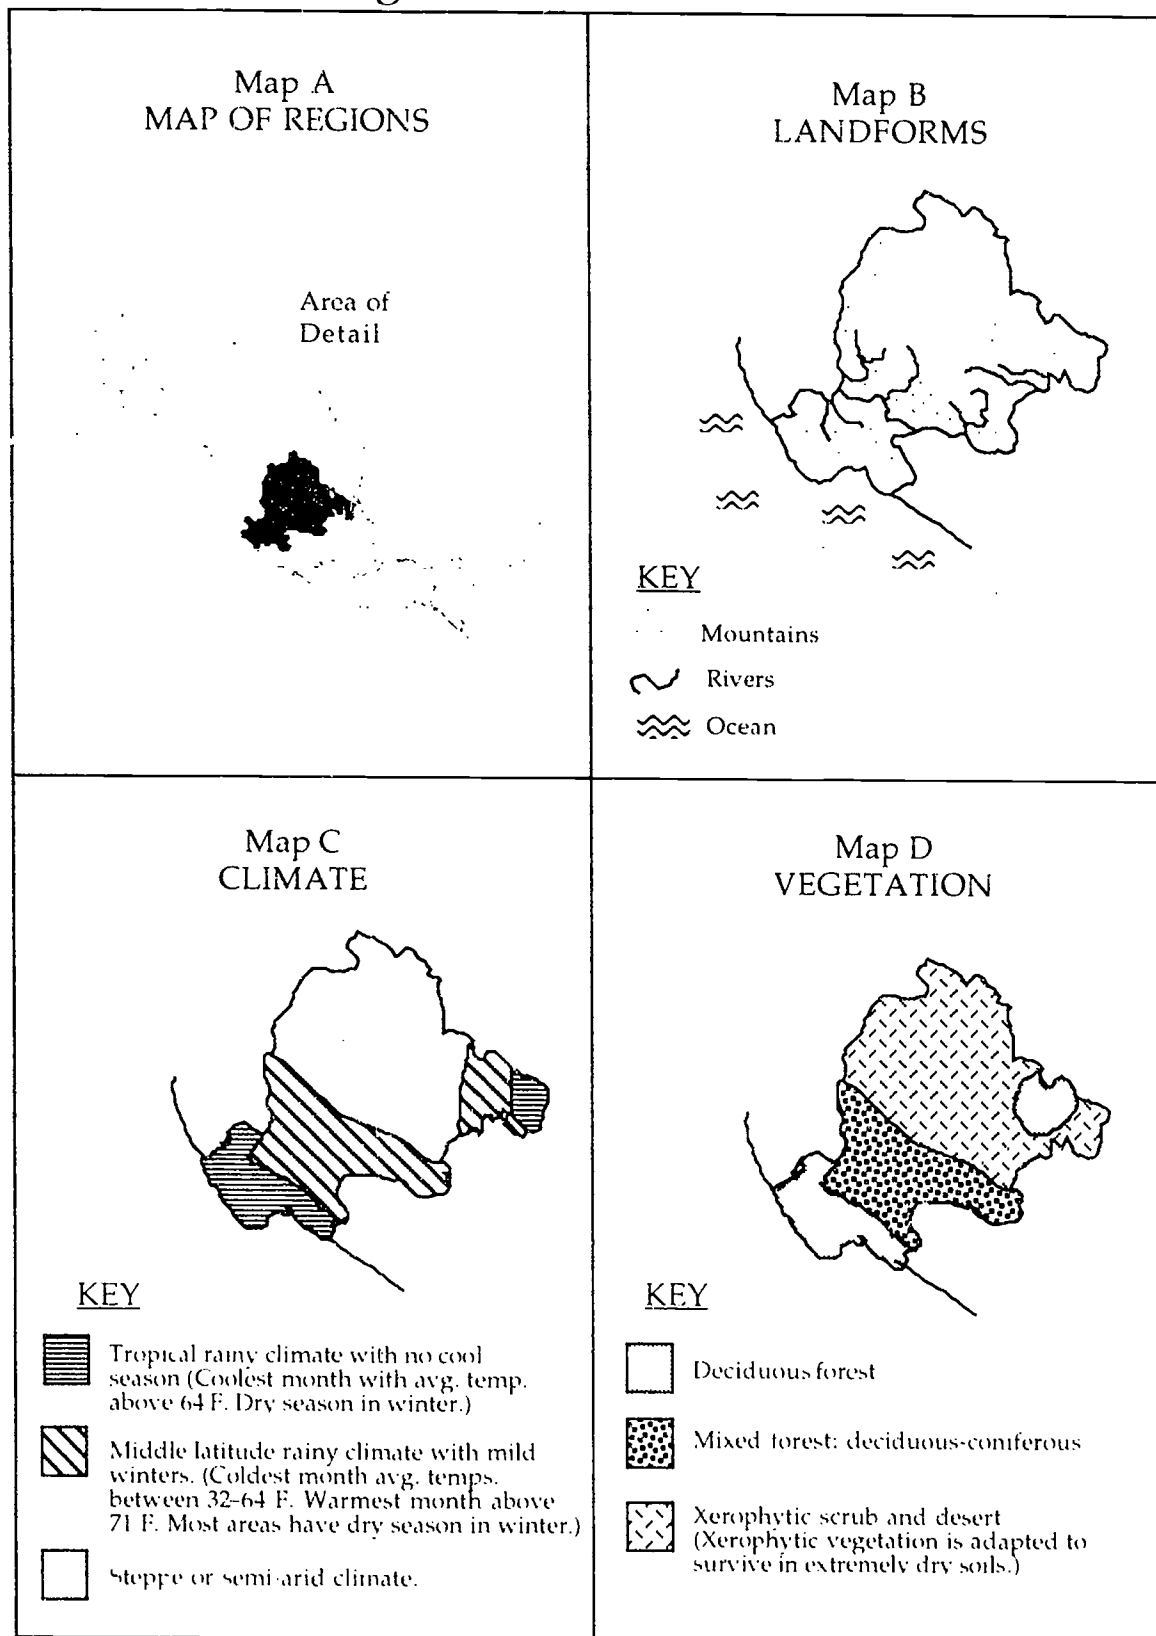 Map A
MAP OF REGIONS
Area of
Detail
Map B
LANDFORMS
KEY
Mountains
Rivers
Ocean
Map C
CLIMATE
KEY
Tropical rainy climate with no cool
season (Coolest month with avg. temp.
above 64 F. Dry season in winter.)
Middle latitude rainy climate with mild
winters. (Coldest month avg. temps.
between 32-64 F. Warmest month above
71 F. Most areas have dry season in winter.)
Steppe or semi-arid climate.
Map D
VEGETATION
KEY
Deciduous forest
Mixed forest: deciduous-coniferous
Xerophytic scrub and desert
(Xerophytic vegetation is adapted to
survive in extremely dry soils.)